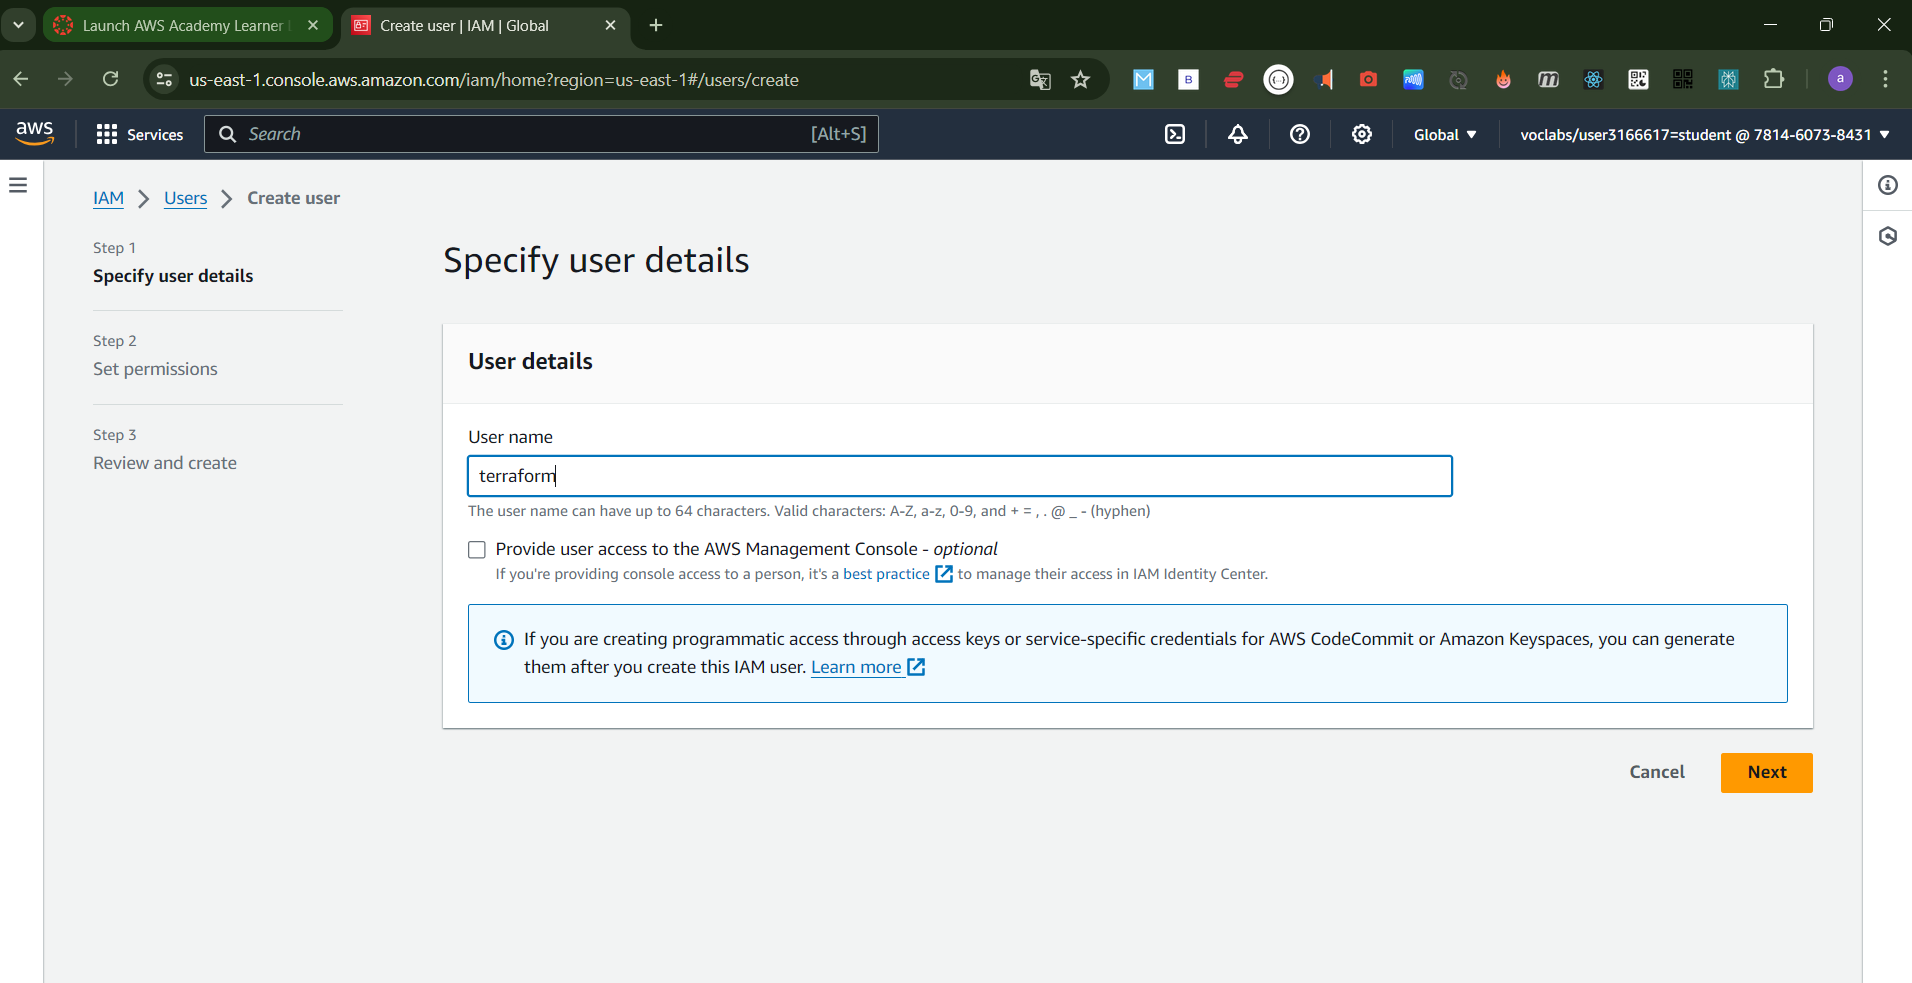 Launch AWS Academy Learner L
Create user | IAM | Global
us-east-1.console.aws.amazon.com/iam/home?region=us-east-1#/users/create
aws
Services
Search
[Alt+S]
Global
voclabs/user3166617=student @ 7814-6073-8431
IAM
Users
Create user
Step 1
Specify user details
Step 2
Set permissions
Step 3
Review and create
Specify user details
User details
User name
terraform
The user name can have up to 64 characters. Valid characters: A-Z, a-z, 0-9, and + = , . @ _ - (hyphen)
Provide user access to the AWS Management Console - optional
If you're providing console access to a person, it's a best practice to manage their access in IAM Identity Center.
If you are creating programmatic access through access keys or service-specific credentials for AWS CodeCommit or Amazon Keyspaces, you can generate
them after you create this IAM user. Learn more
Cancel
Next